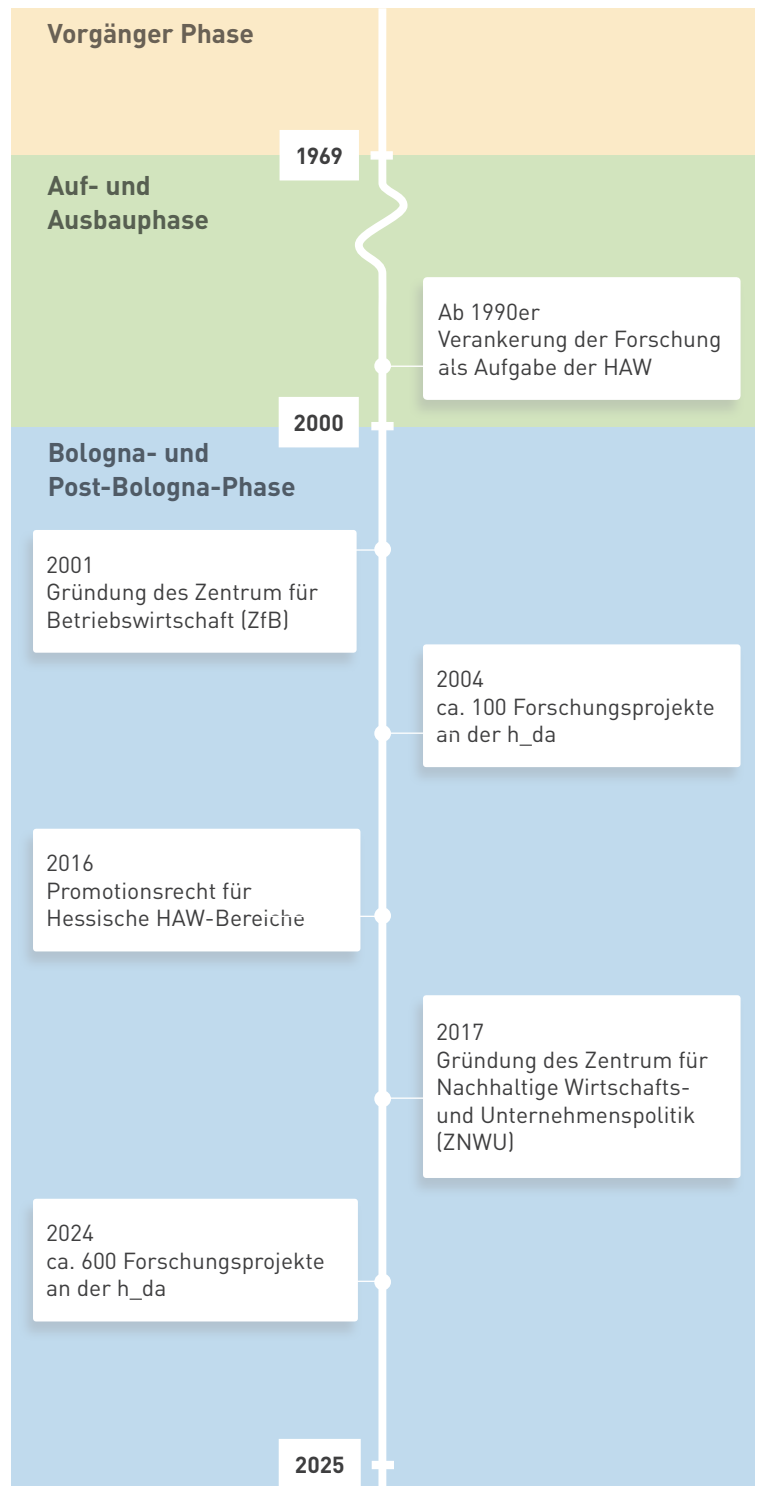 Vorgänger Phase
1969
Auf- und
Ausbauphase
Ab 1990er
Verankerung der Forschung
als Aufgabe der HAW
2000
Bologna- und
Post-Bologna-Phase
2001
Gründung des Zentrum für
Betriebswirtschaft (ZfB)
2004
ca. 100 Forschungsprojekte
an der h_da
2016
Promotionsrecht für
Hessische HAW-Bereiche
2017
Gründung des Zentrum für
Nachhaltige Wirtschafts-
und Unternehmenspolitik
(ZNWU)
2024
ca. 600 Forschungsprojekte
an der h_da
2025